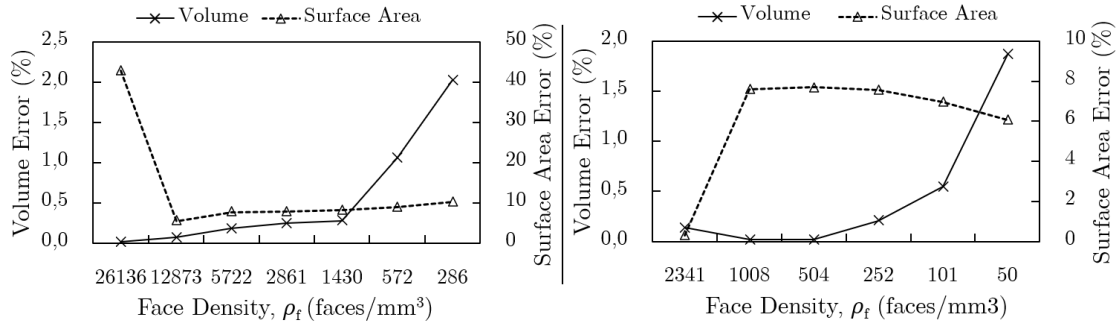 Volume Surface Area
Volume Error (%)
2,5
2,0
1,5
1,0
0,5
0,0
50
40
30
20
10
0
Surface Area Error (%)
26136 12873 5722 2861 1430 572 286
Face Density, ρf (faces/mm³)
Volume Surface Area
Volume Error (%)
2,0
1,5
1,0
0,5
0,0
10
8
6
4
2
0
Surface Area Error (%)
2341 1008 504 252 101 50
Face Density, ρf (faces/mm3)